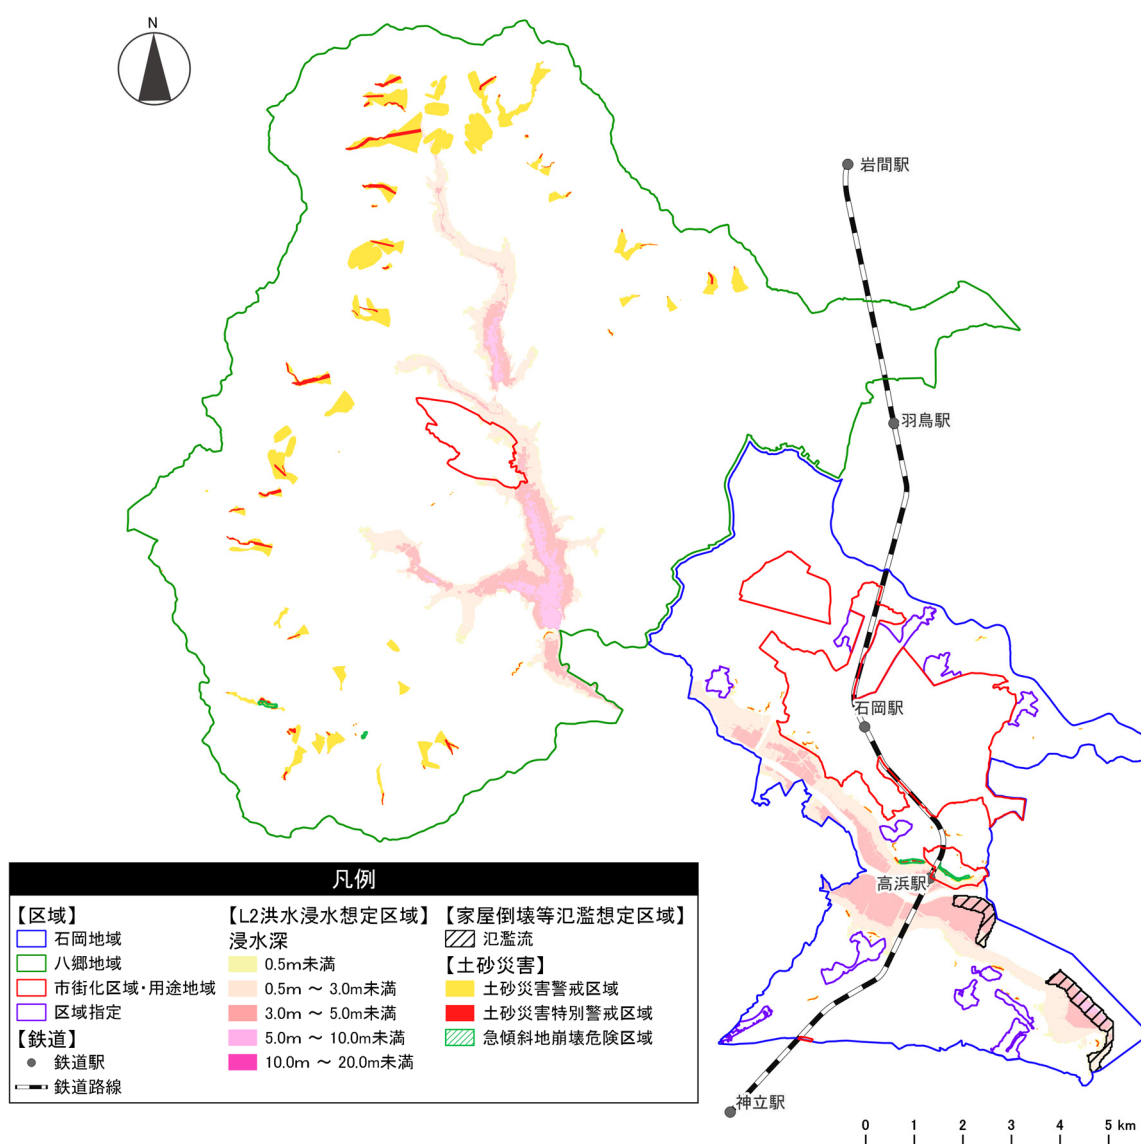 N
岩間駅
羽鳥駅
石岡駅
高浜駅
神立駅
凡例
【区域】
石岡地域
八郷地域
市街化区域・用途地域
区域指定
【鉄道】
鉄道駅
鉄道路線
【L2洪水浸水想定区域】
浸水深
0.5m未満
0.5m ～ 3.0m未満
3.0m ～ 5.0m未満
5.0m ～ 10.0m未満
10.0m ～ 20.0m未満
【家屋倒壊等氾濫想定区域】
氾濫流
【土砂災害】
土砂災害警戒区域
土砂災害特別警戒区域
急傾斜地崩壊危険区域
0 1 2 3 4 5 km